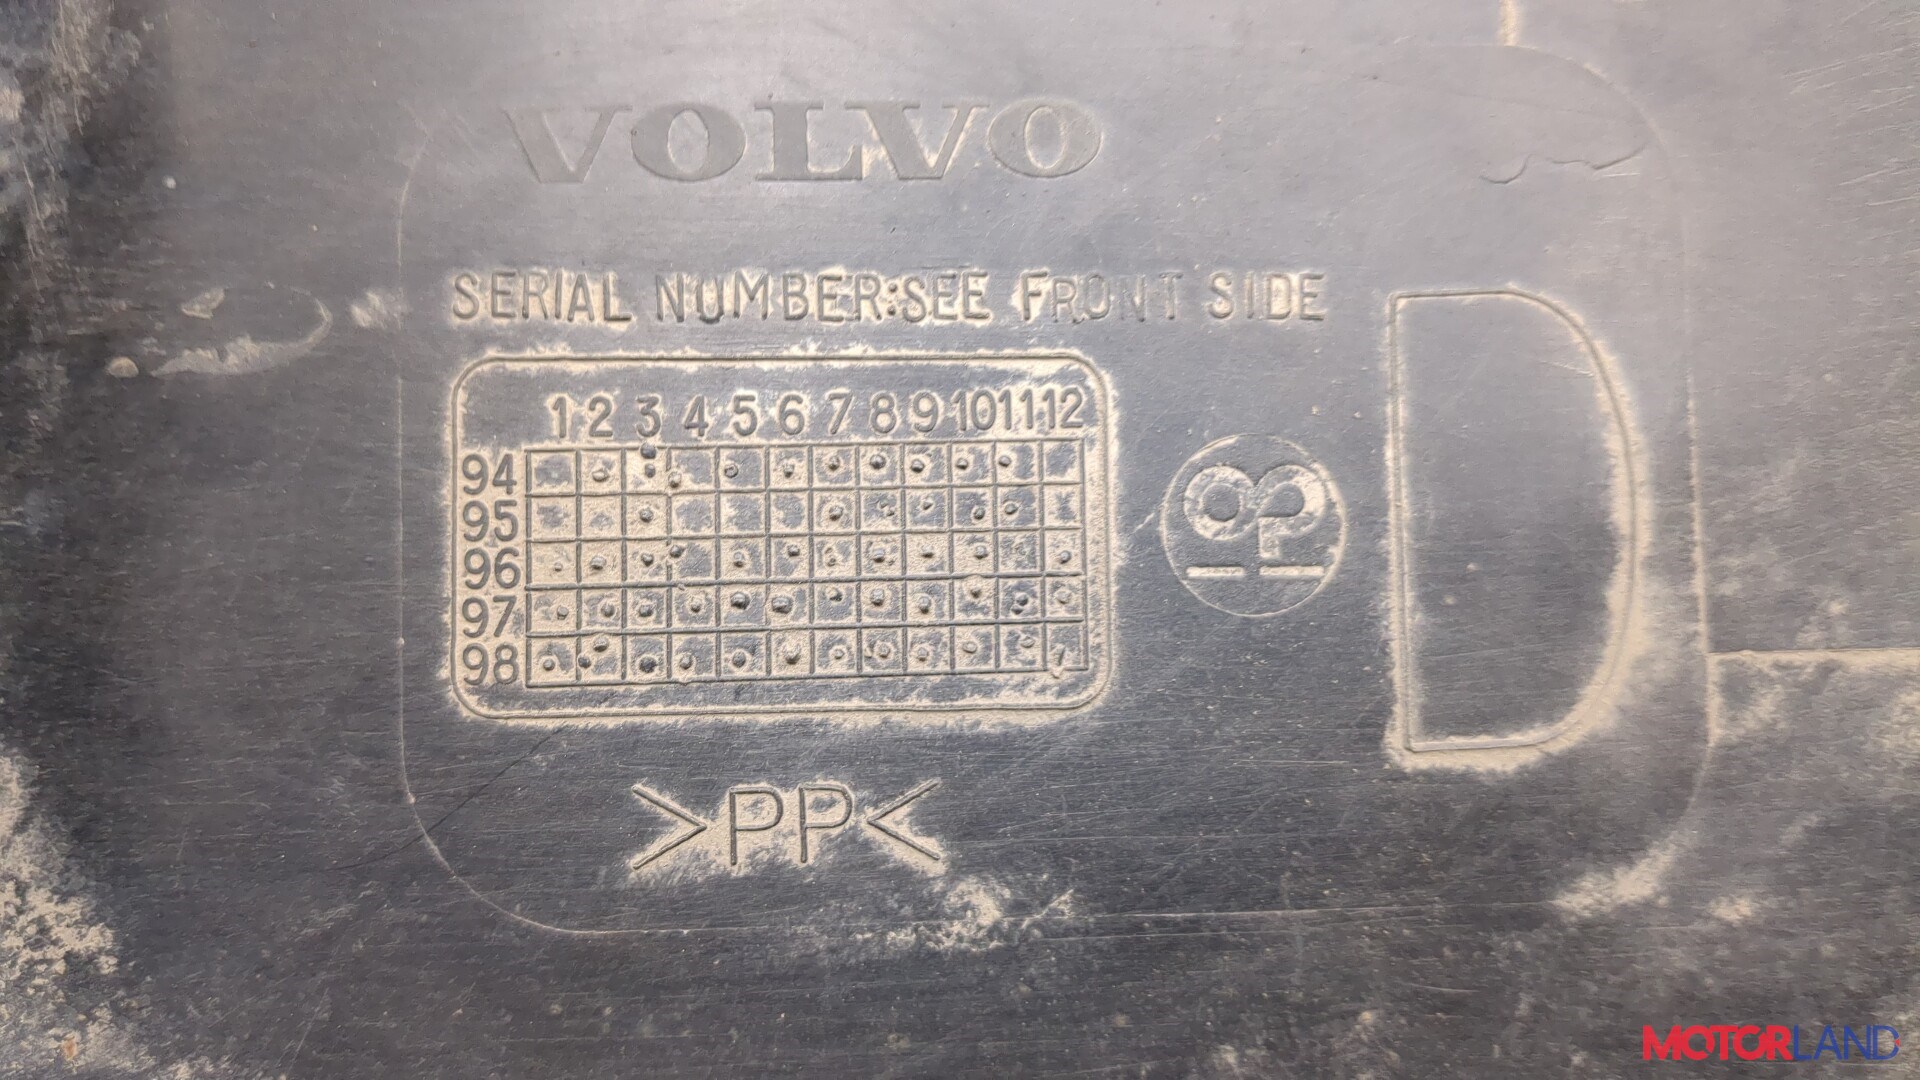 VOLVO
SERIAL NUMBER:SEE FRONT SIDE
1 2 3 4 5 6 7 8 9 10 11 12
94
95
96
97
98
D
>PP<
MOTORLAND